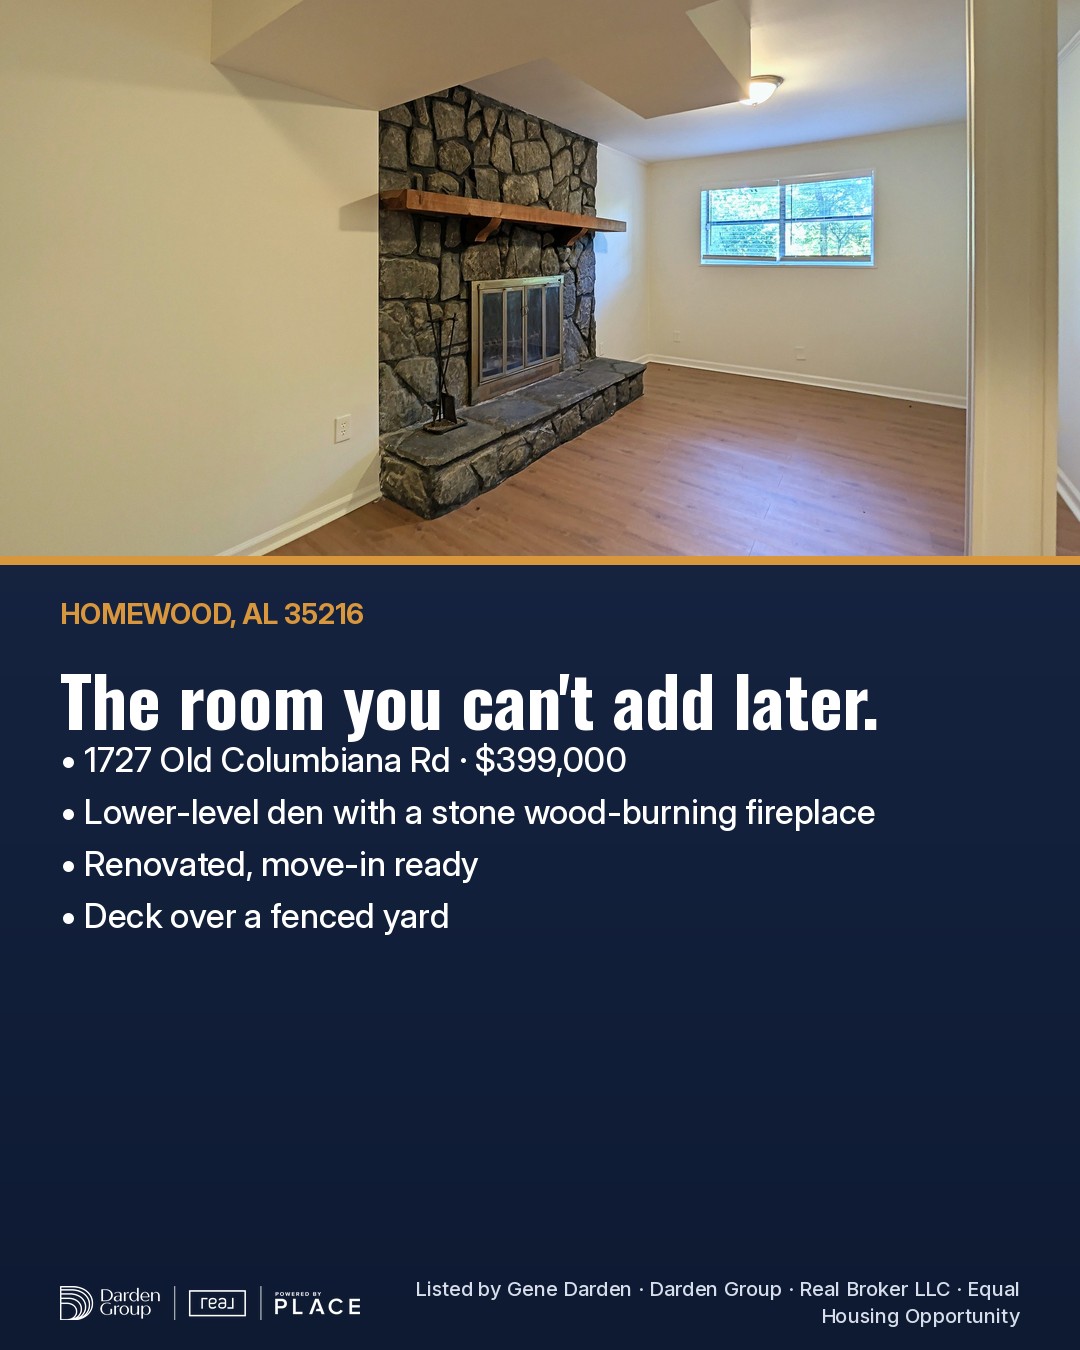 HOMEWOOD, AL 35216
The room you can't add later.
• 1727 Old Columbiana Rd · $399,000
• Lower-level den with a stone wood-burning fireplace
• Renovated, move-in ready
• Deck over a fenced yard
Darden
Group
real
POWERED BY
PLACE
Listed by Gene Darden · Darden Group · Real Broker LLC · Equal
Housing Opportunity